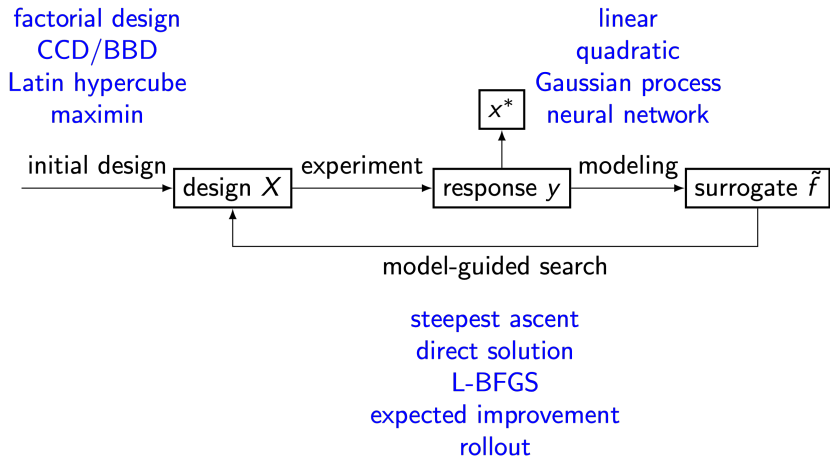 factorial design
CCD/BBD
Latin hypercube
maximin
linear
quadratic
Gaussian process
neural network
x*
initial design
design X
experiment
response y
modeling
surrogate f̃
model-guided search
steepest ascent
direct solution
L-BFGS
expected improvement
rollout